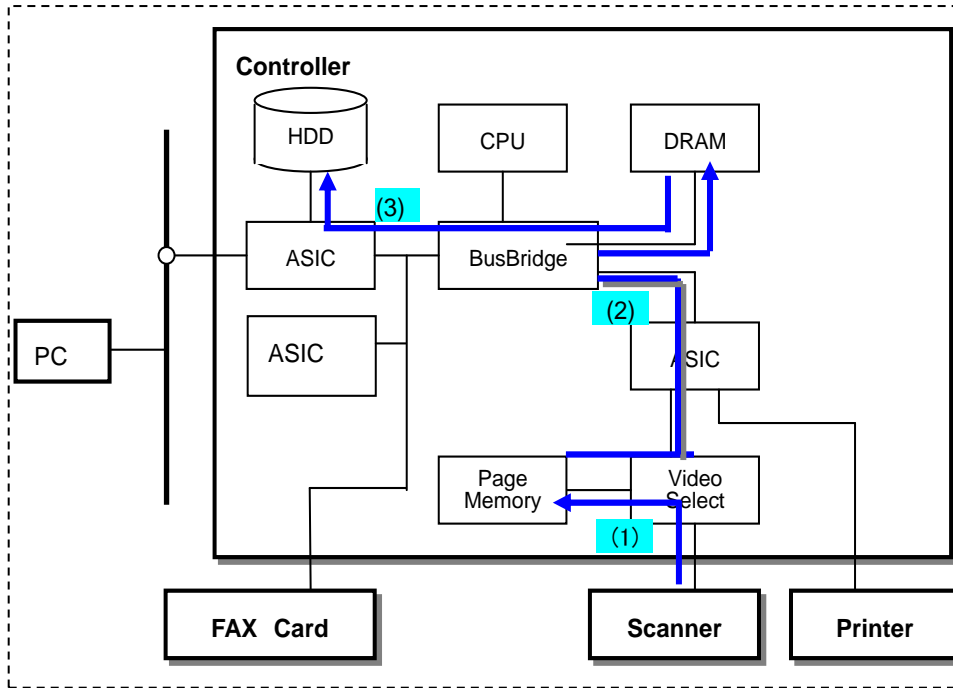 Controller
HDD
CPU
DRAM
(3)
ASIC
BusBridge
(2)
PC
ASIC
ASIC
Page
Memory
Video
Select
(1)
FAX Card
Scanner
Printer